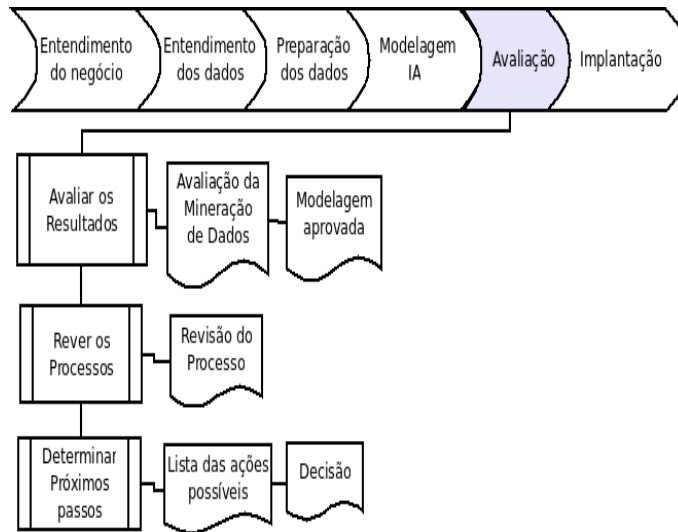 Entendimento
do negócio
Entendimento
dos dados
Preparação
dos dados
Modelagem
IA
Avaliação
Implantação
Avaliar os
Resultados
Avaliação da
Mineração
de Dados
Modelagem
aprovada
Rever os
Processos
Revisão do
Processo
Determinar
Próximos
passos
Lista das ações
possíveis
Decisão